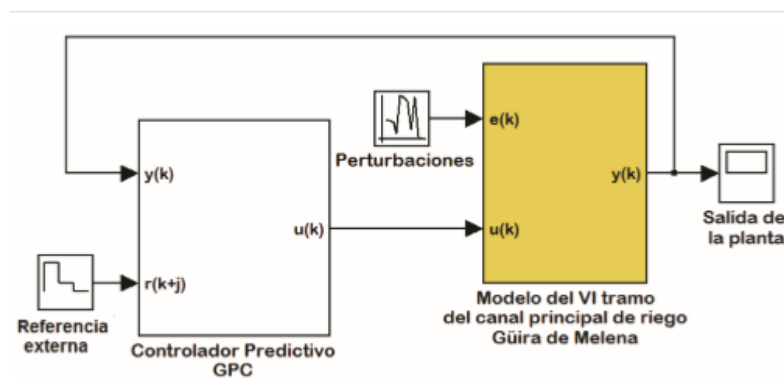 y(k)
r(k+j)
u(k)
Referencia
externa
Controlador Predictivo
GPC
Perturbaciones
e(k)
u(k)
y(k)
Modelo del VI tramo
del canal principal de riego
Güira de Melena
Salida de
la planta